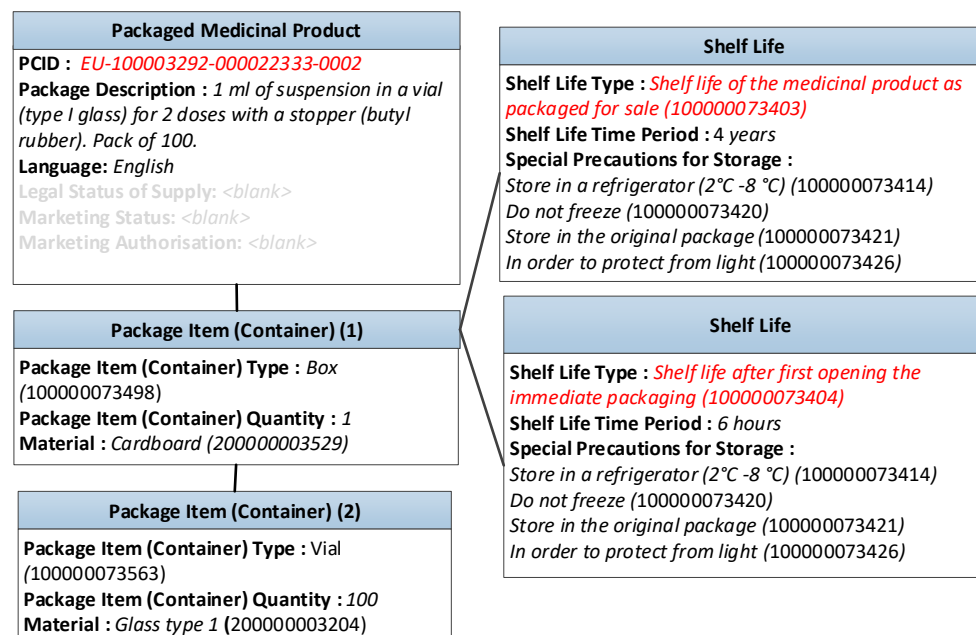 Packaged Medicinal Product
PCID : EU-100003292-000022333-0002
Package Description : 1 ml of suspension in a vial
(type I glass) for 2 doses with a stopper (butyl
rubber). Pack of 100.
Language: English
Legal Status of Supply: <blank>
Marketing Status: <blank>
Marketing Authorisation: <blank>
Package Item (Container) (1)
Package Item (Container) Type : Box
(100000073498)
Package Item (Container) Quantity : 1
Material : Cardboard (200000003529)
Package Item (Container) (2)
Package Item (Container) Type : Vial
(100000073563)
Package Item (Container) Quantity : 100
Material : Glass type 1 (200000003204)
Shelf Life
Shelf Life Type : Shelf life of the medicinal product as
packaged for sale (100000073403)
Shelf Life Time Period : 4 years
Special Precautions for Storage :
Store in a refrigerator (2°C -8 °C) (100000073414)
Do not freeze (100000073420)
Store in the original package (100000073421)
In order to protect from light (100000073426)
Shelf Life
Shelf Life Type : Shelf life after first opening the
immediate packaging (100000073404)
Shelf Life Time Period : 6 hours
Special Precautions for Storage :
Store in a refrigerator (2°C -8 °C) (100000073414)
Do not freeze (100000073420)
Store in the original package (100000073421)
In order to protect from light (100000073426)